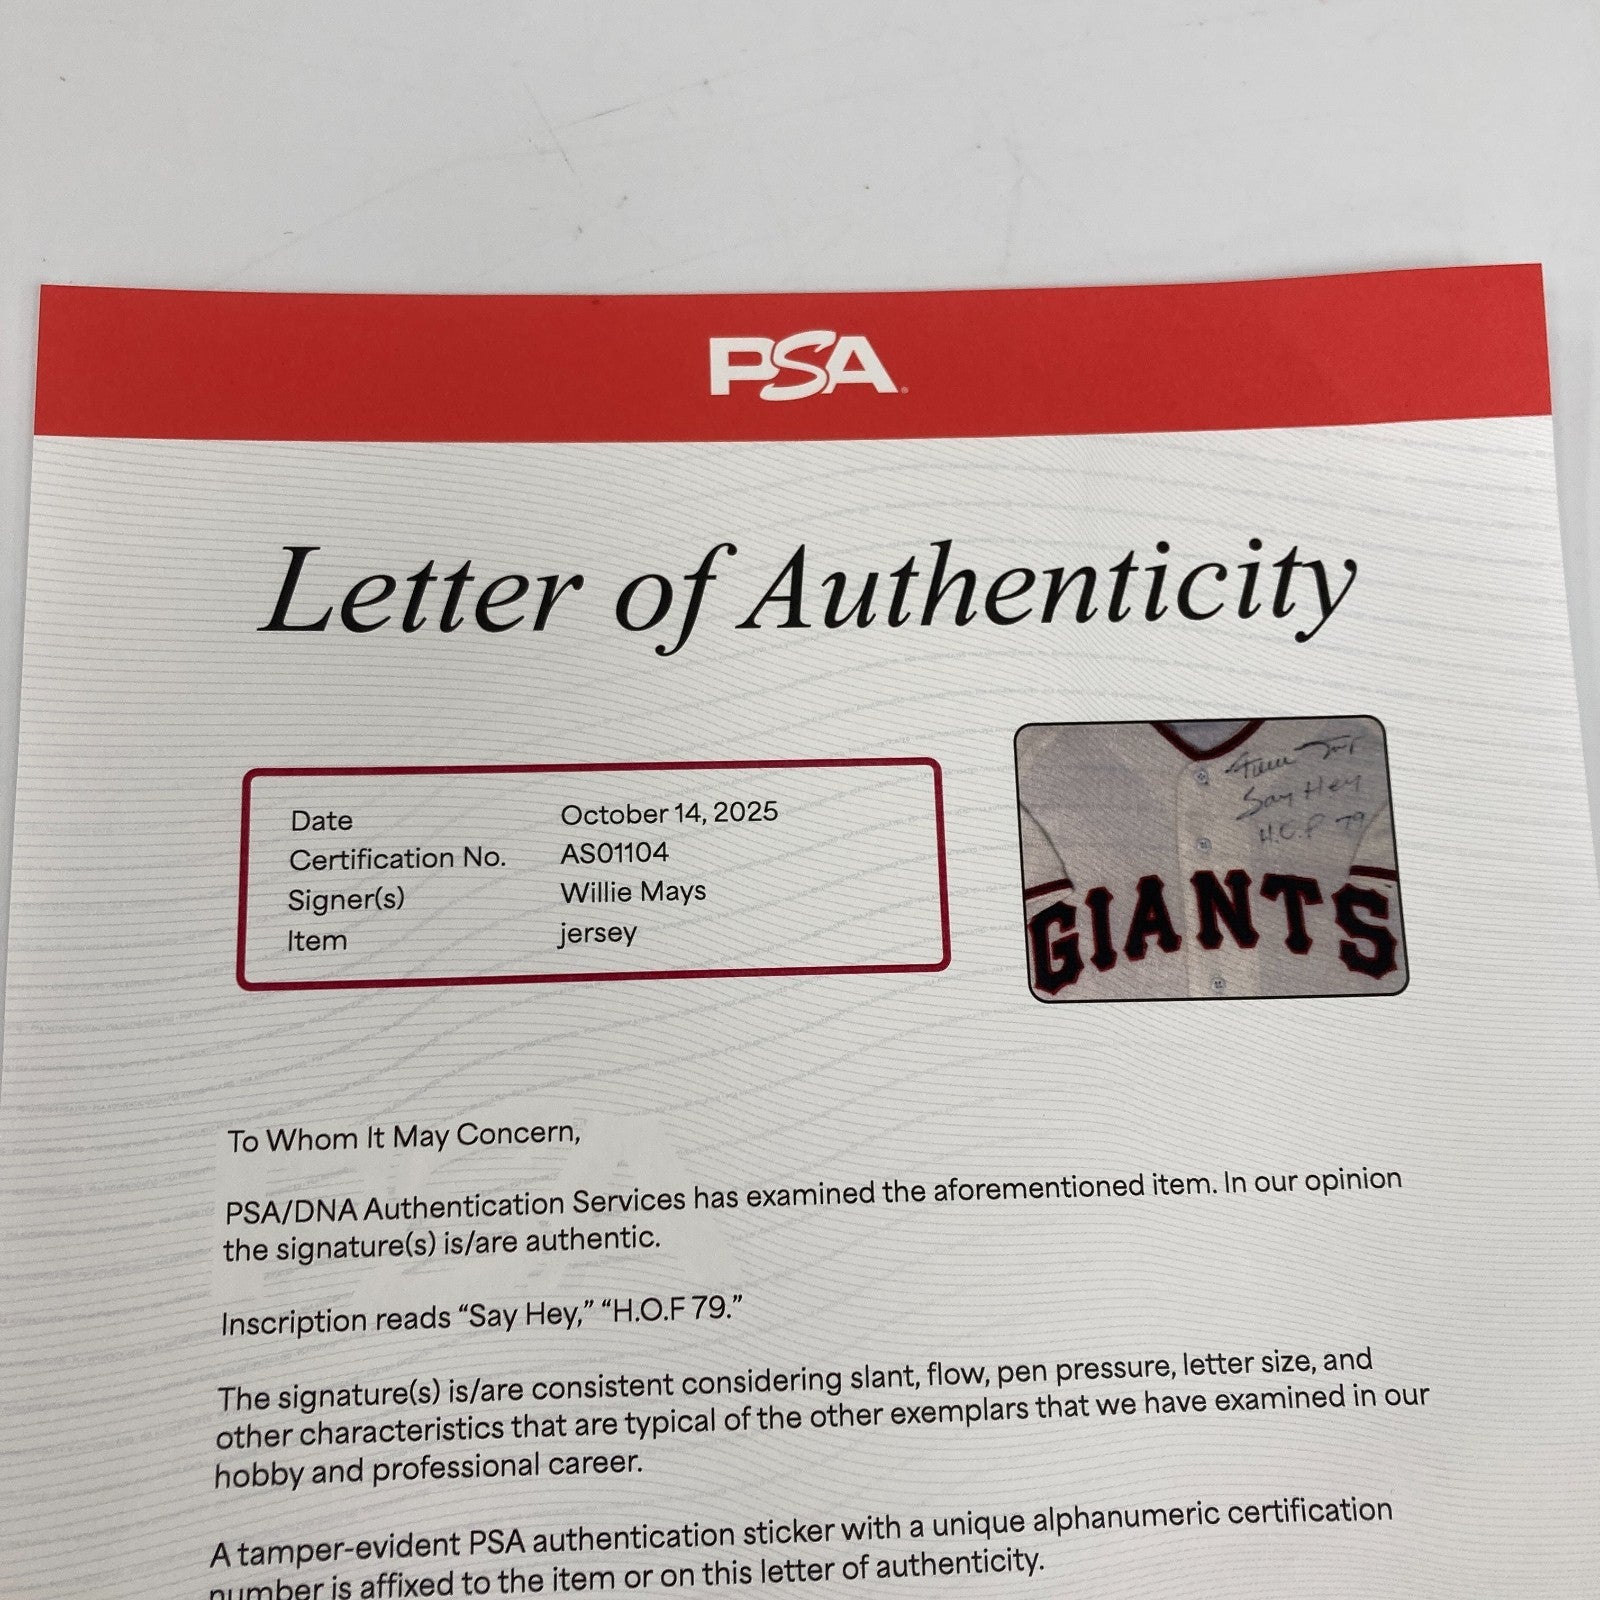 PSA
Letter of Authenticity
Date October 14, 2025
Certification No. AS01104
Signer(s) Willie Mays
Item jersey
Say Hey
H.O.F 79
GIANTS
To Whom It May Concern,
PSA/DNA Authentication Services has examined the aforementioned item. In our opinion
the signature(s) is/are authentic.
Inscription reads “Say Hey,” “H.O.F 79.”
The signature(s) is/are consistent considering slant, flow, pen pressure, letter size, and
other characteristics that are typical of the other exemplars that we have examined in our
hobby and professional career.
A tamper-evident PSA authentication sticker with a unique alphanumeric certification
number is affixed to the item or on this letter of authenticity.